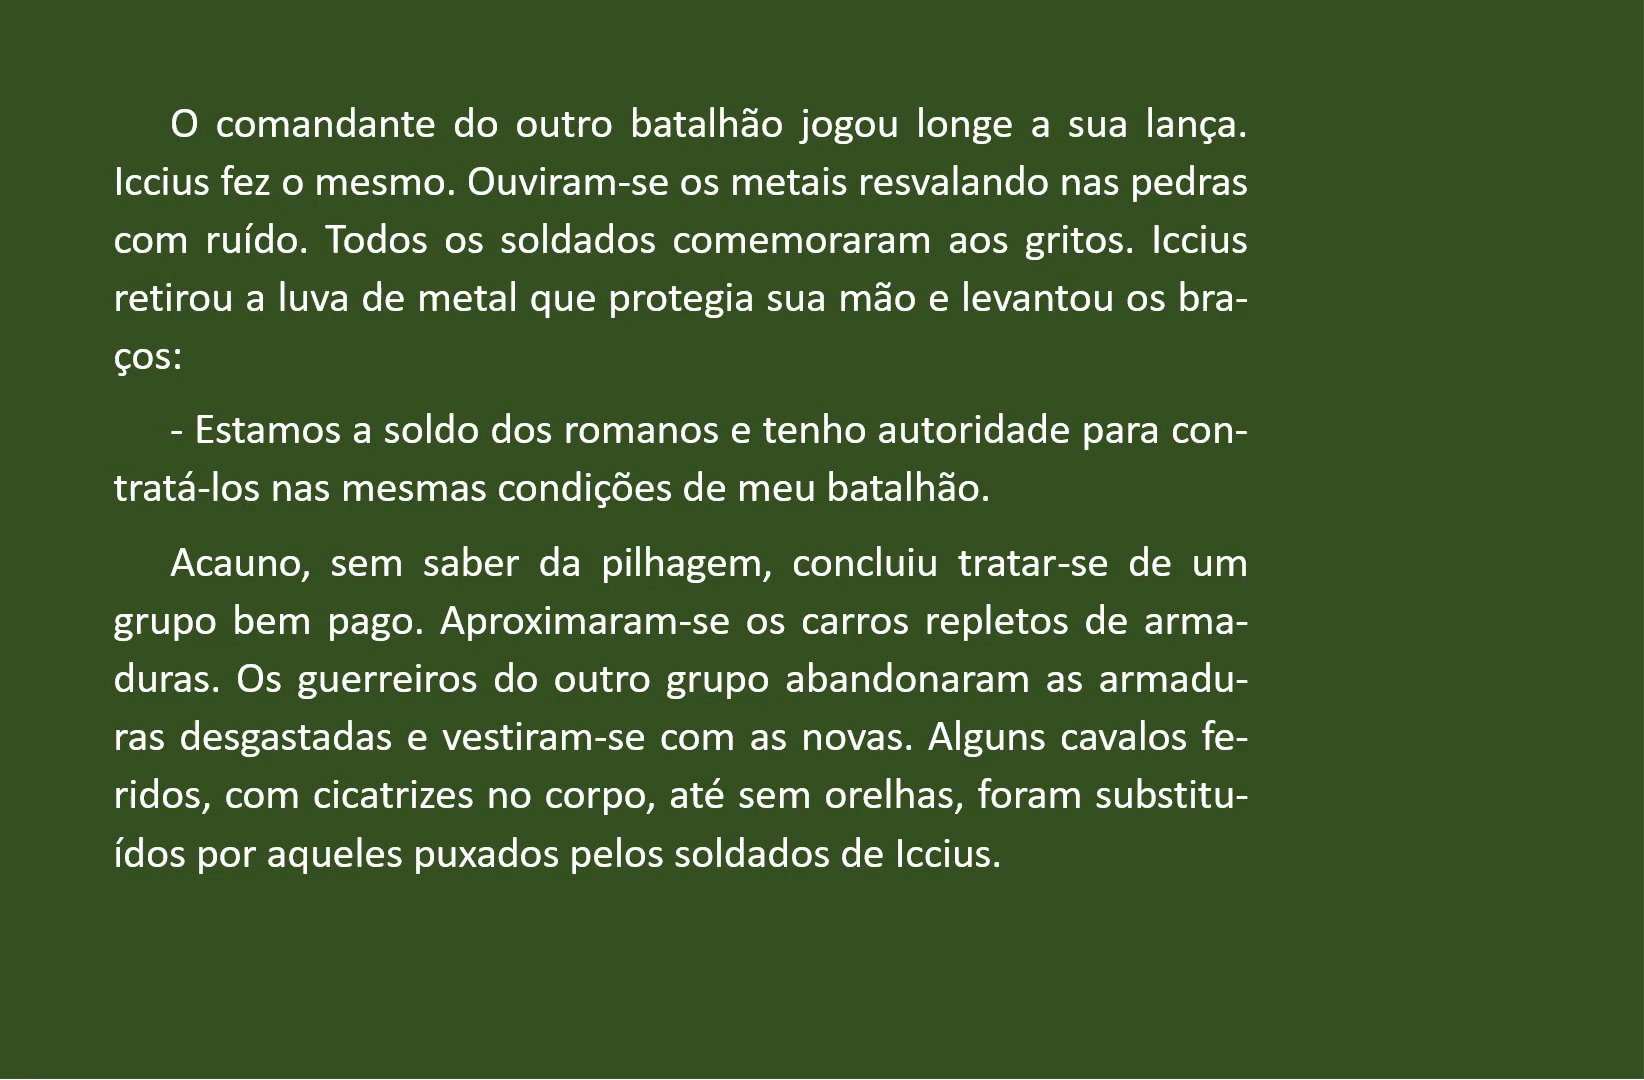 O comandante do outro batalhão jogou longe a sua lança.
Iccius fez o mesmo. Ouviram-se os metais resvalando nas pedras
com ruído. Todos os soldados comemoraram aos gritos. Iccius
retirou a luva de metal que protegia sua mão e levantou os bra-
ços:
- Estamos a soldo dos romanos e tenho autoridade para con-
tratá-los nas mesmas condições de meu batalhão.
Acauno, sem saber da pilhagem, concluiu tratar-se de um
grupo bem pago. Aproximaram-se os carros repletos de arma-
duras. Os guerreiros do outro grupo abandonaram as armadu-
ras desgastadas e vestiram-se com as novas. Alguns cavalos fe-
ridos, com cicatrizes no corpo, até sem orelhas, foram substitu-
ídos por aqueles puxados pelos soldados de Iccius.